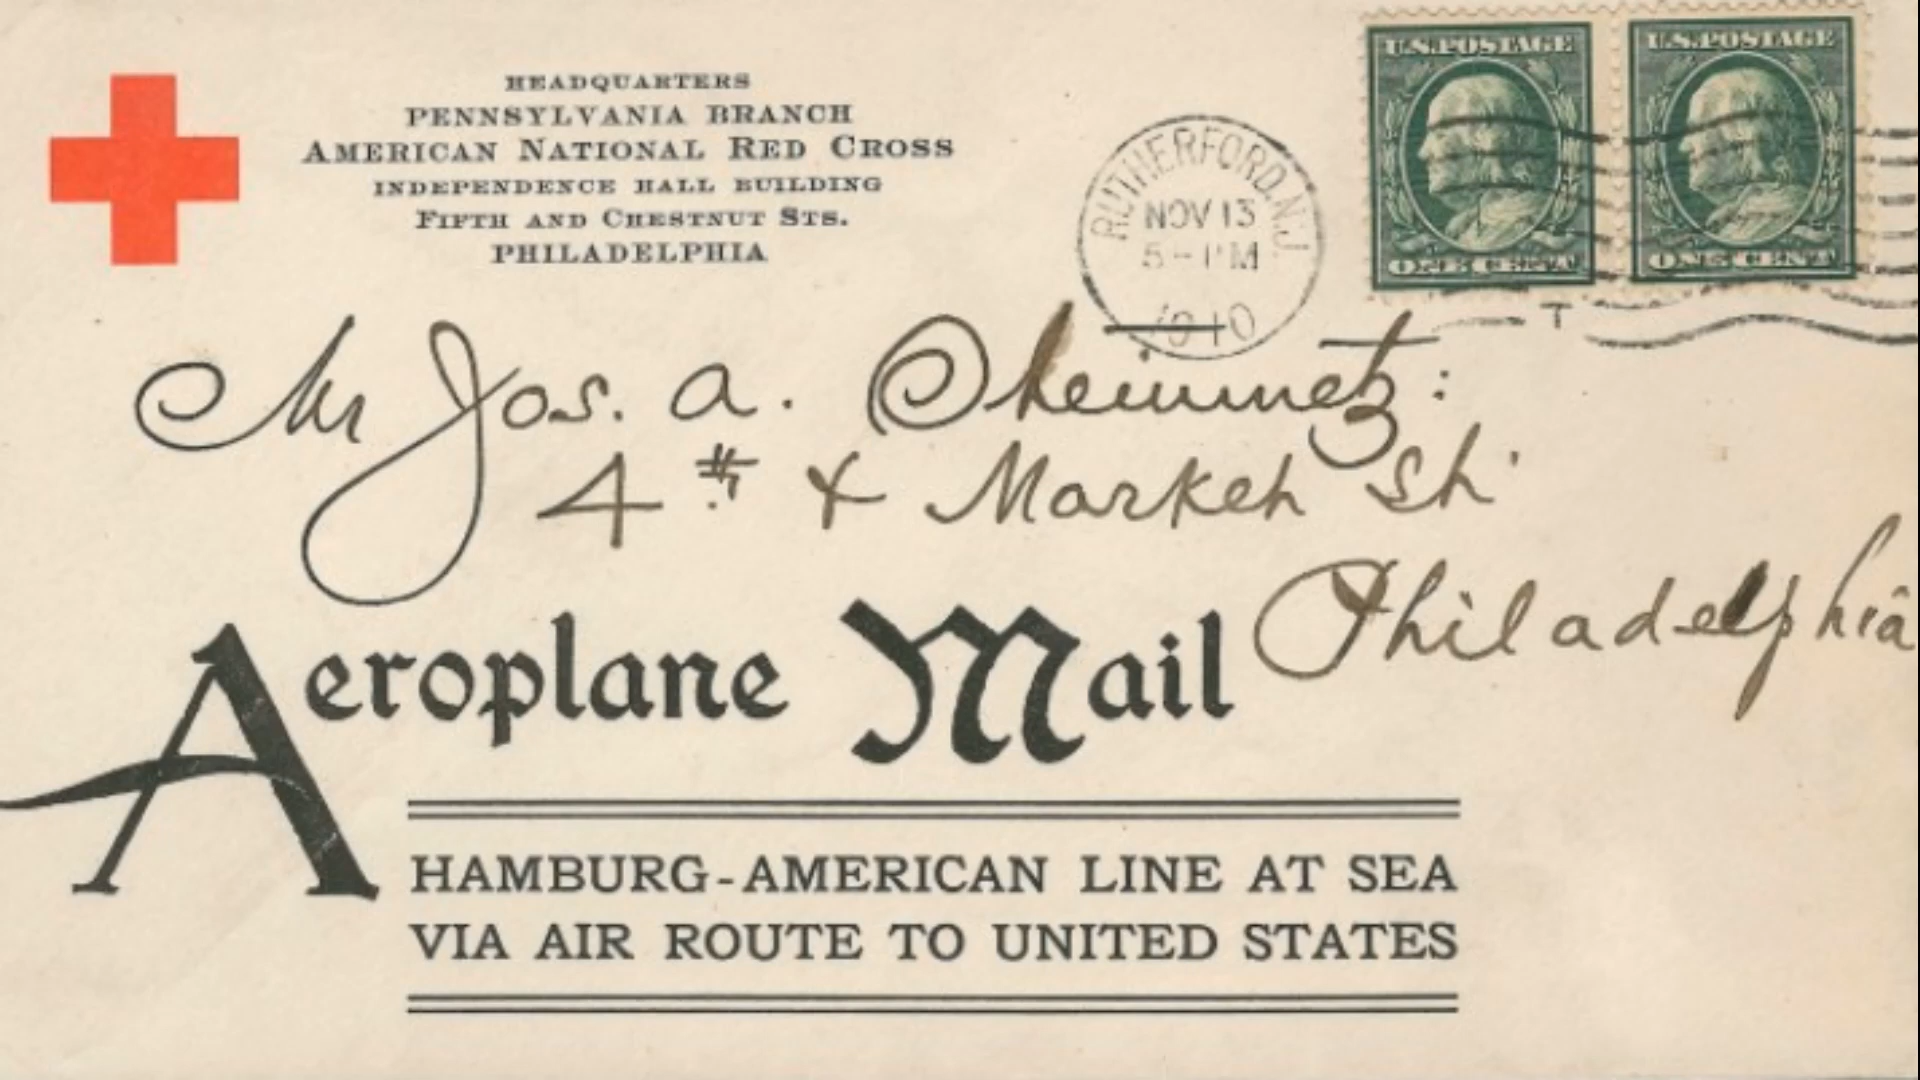 HEADQUARTERS
PENNSYLVANIA BRANCH
AMERICAN NATIONAL RED CROSS
INDEPENDENCE HALL BUILDING
FIFTH AND CHESTNUT STS.
PHILADELPHIA
RUTHERFORD, N.J.
NOV 13
5- PM
1910
U.S. POSTAGE
ONE CENT
U.S. POSTAGE
ONE CENT
T
Mr Jos. A.
4th & Market St.
Philadelphia
Aeroplane Mail
HAMBURG-AMERICAN LINE AT SEA
VIA AIR ROUTE TO UNITED STATES